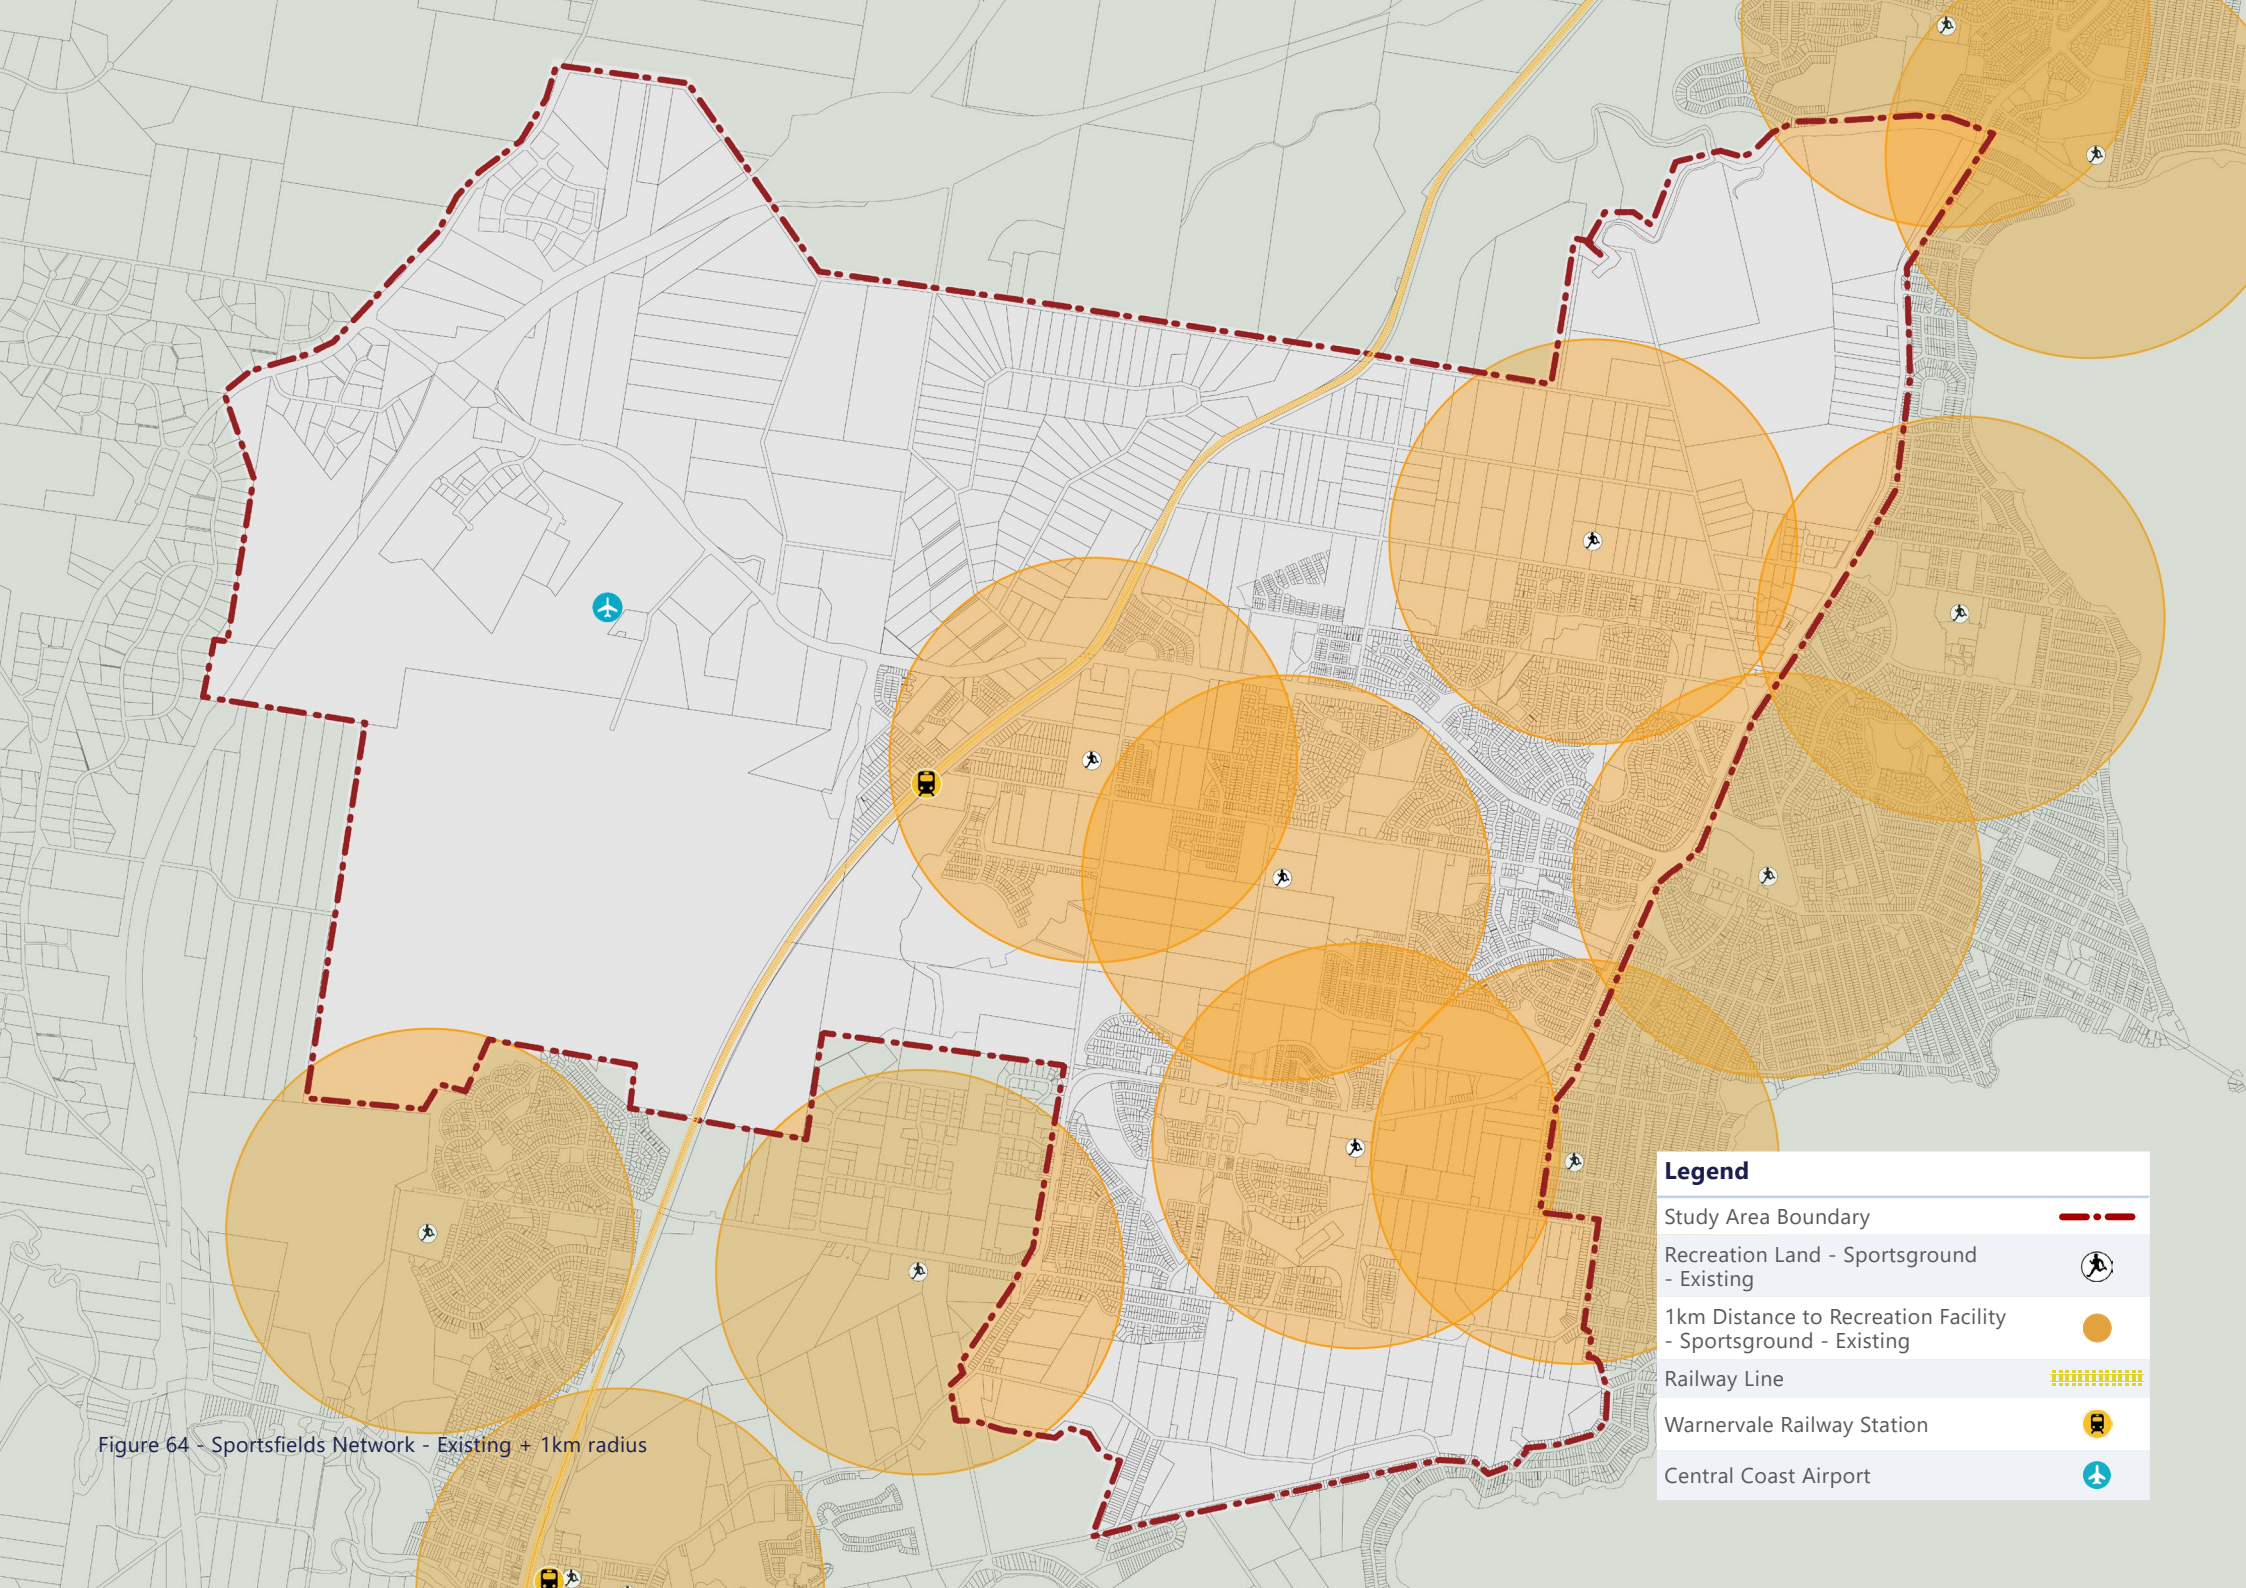 Legend
Study Area Boundary
Recreation Land - Sportsground
- Existing
1km Distance to Recreation Facility
- Sportsground - Existing
Railway Line
Warnervale Railway Station
Central Coast Airport
Figure 64 - Sportsfields Network - Existing + 1km radius